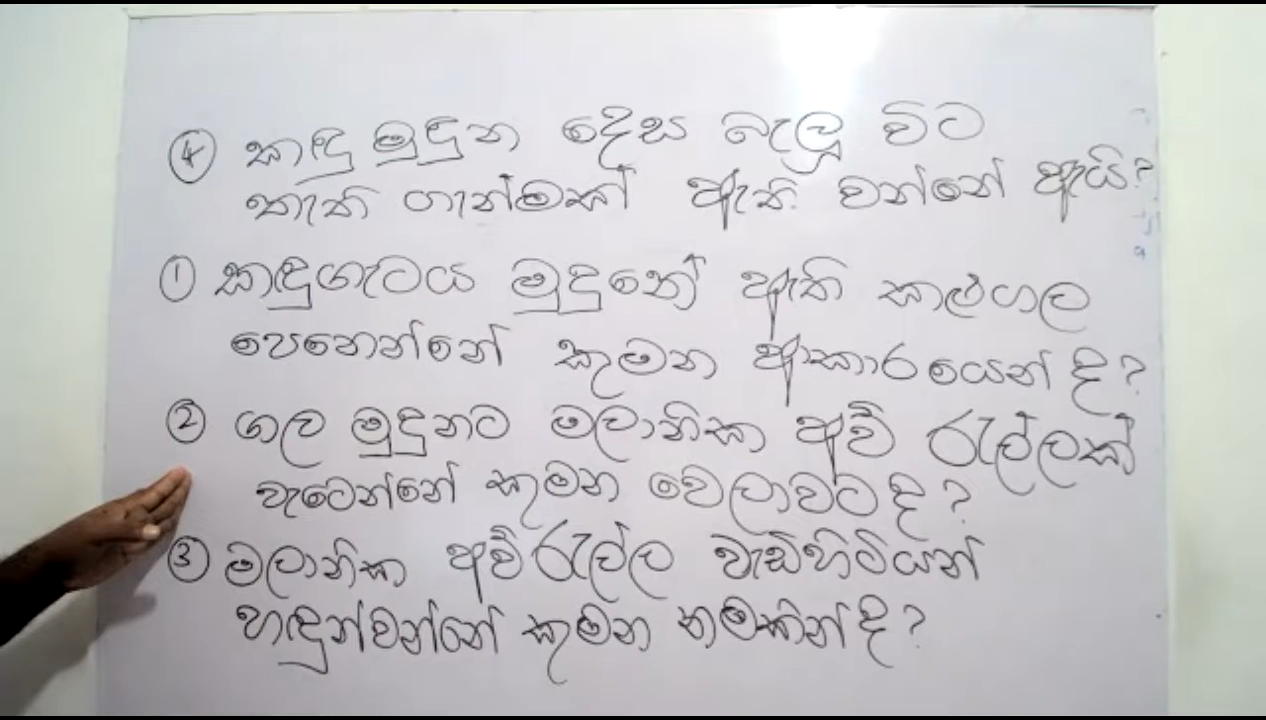 ④ කඳු මුදුන දෙස බැලූ විට
තැති ගැන්මක් ඇති වන්නේ ඇයි?
① කඳුගැටය මුදුනේ ඇති කළුගල
පෙනෙන්නේ කුමන ආකාරයෙන් ද?
② ගල මුදුනට මලානික අව් රැල්ලක්
වැටෙන්නේ කුමන වෙලාවට ද?
③ මලානික අව් රැල්ල වැඩිහිටියන්
හඳුන්වන්නේ කුමන නමකින් ද?